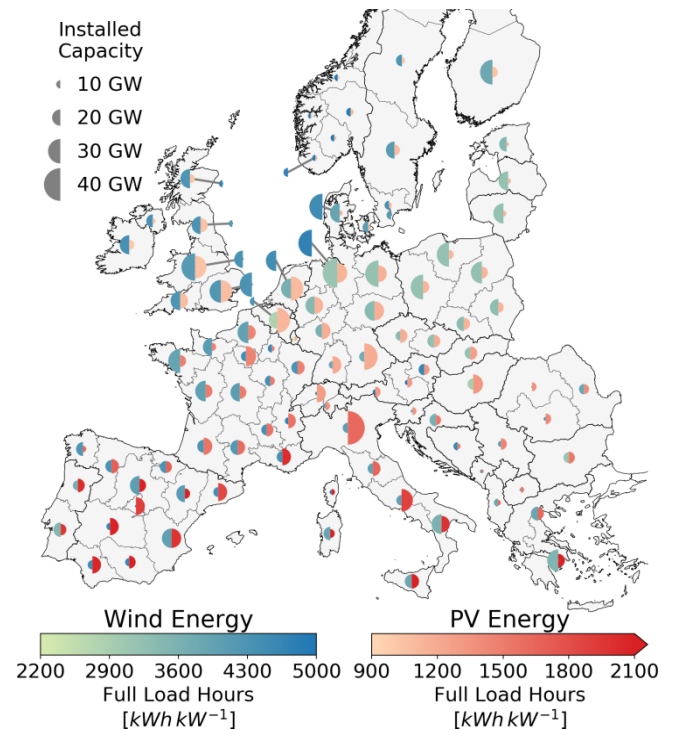 Installed
Capacity
10 GW
20 GW
30 GW
40 GW
Wind Energy
2200 2900 3600 4300 5000
Full Load Hours
[kWh kW⁻¹]
PV Energy
900 1200 1500 1800 2100
Full Load Hours
[kWh kW⁻¹]